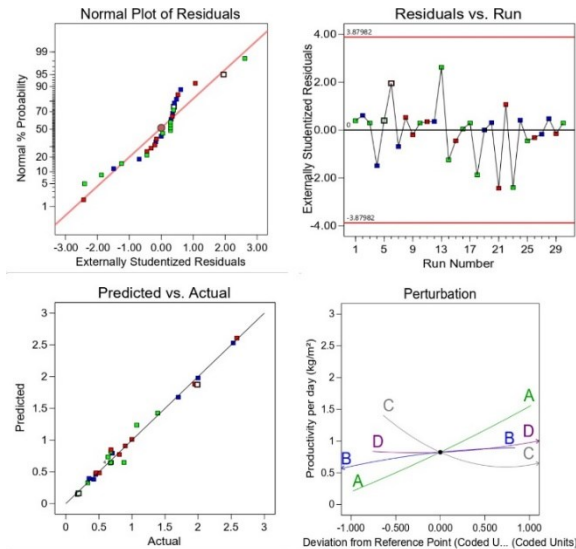 Normal Plot of Residuals
Normal % Probability
99
95
90
70
50
30
20
10
5
1
-3.00 -2.00 -1.00 0.00 1.00 2.00 3.00
Externally Studentized Residuals
Residuals vs. Run
Externally Studentized Residuals
4.00
3.87982
2.00
0.00
0
-2.00
-3.87982
-4.00
1 5 9 13 17 21 25 29
Run Number
Predicted vs. Actual
Predicted
3
2.5
2
1.5
1
0.5
0
0 0.5 1 1.5 2 2.5 3
Actual
Perturbation
Productivity per day (kg/m²)
3
2.5
2
1.5
1
0.5
0
A
C
D
B
D
B
C
A
-1.000 -0.500 0.000 0.500 1.000
Deviation from Reference Point (Coded U... (Coded Units)